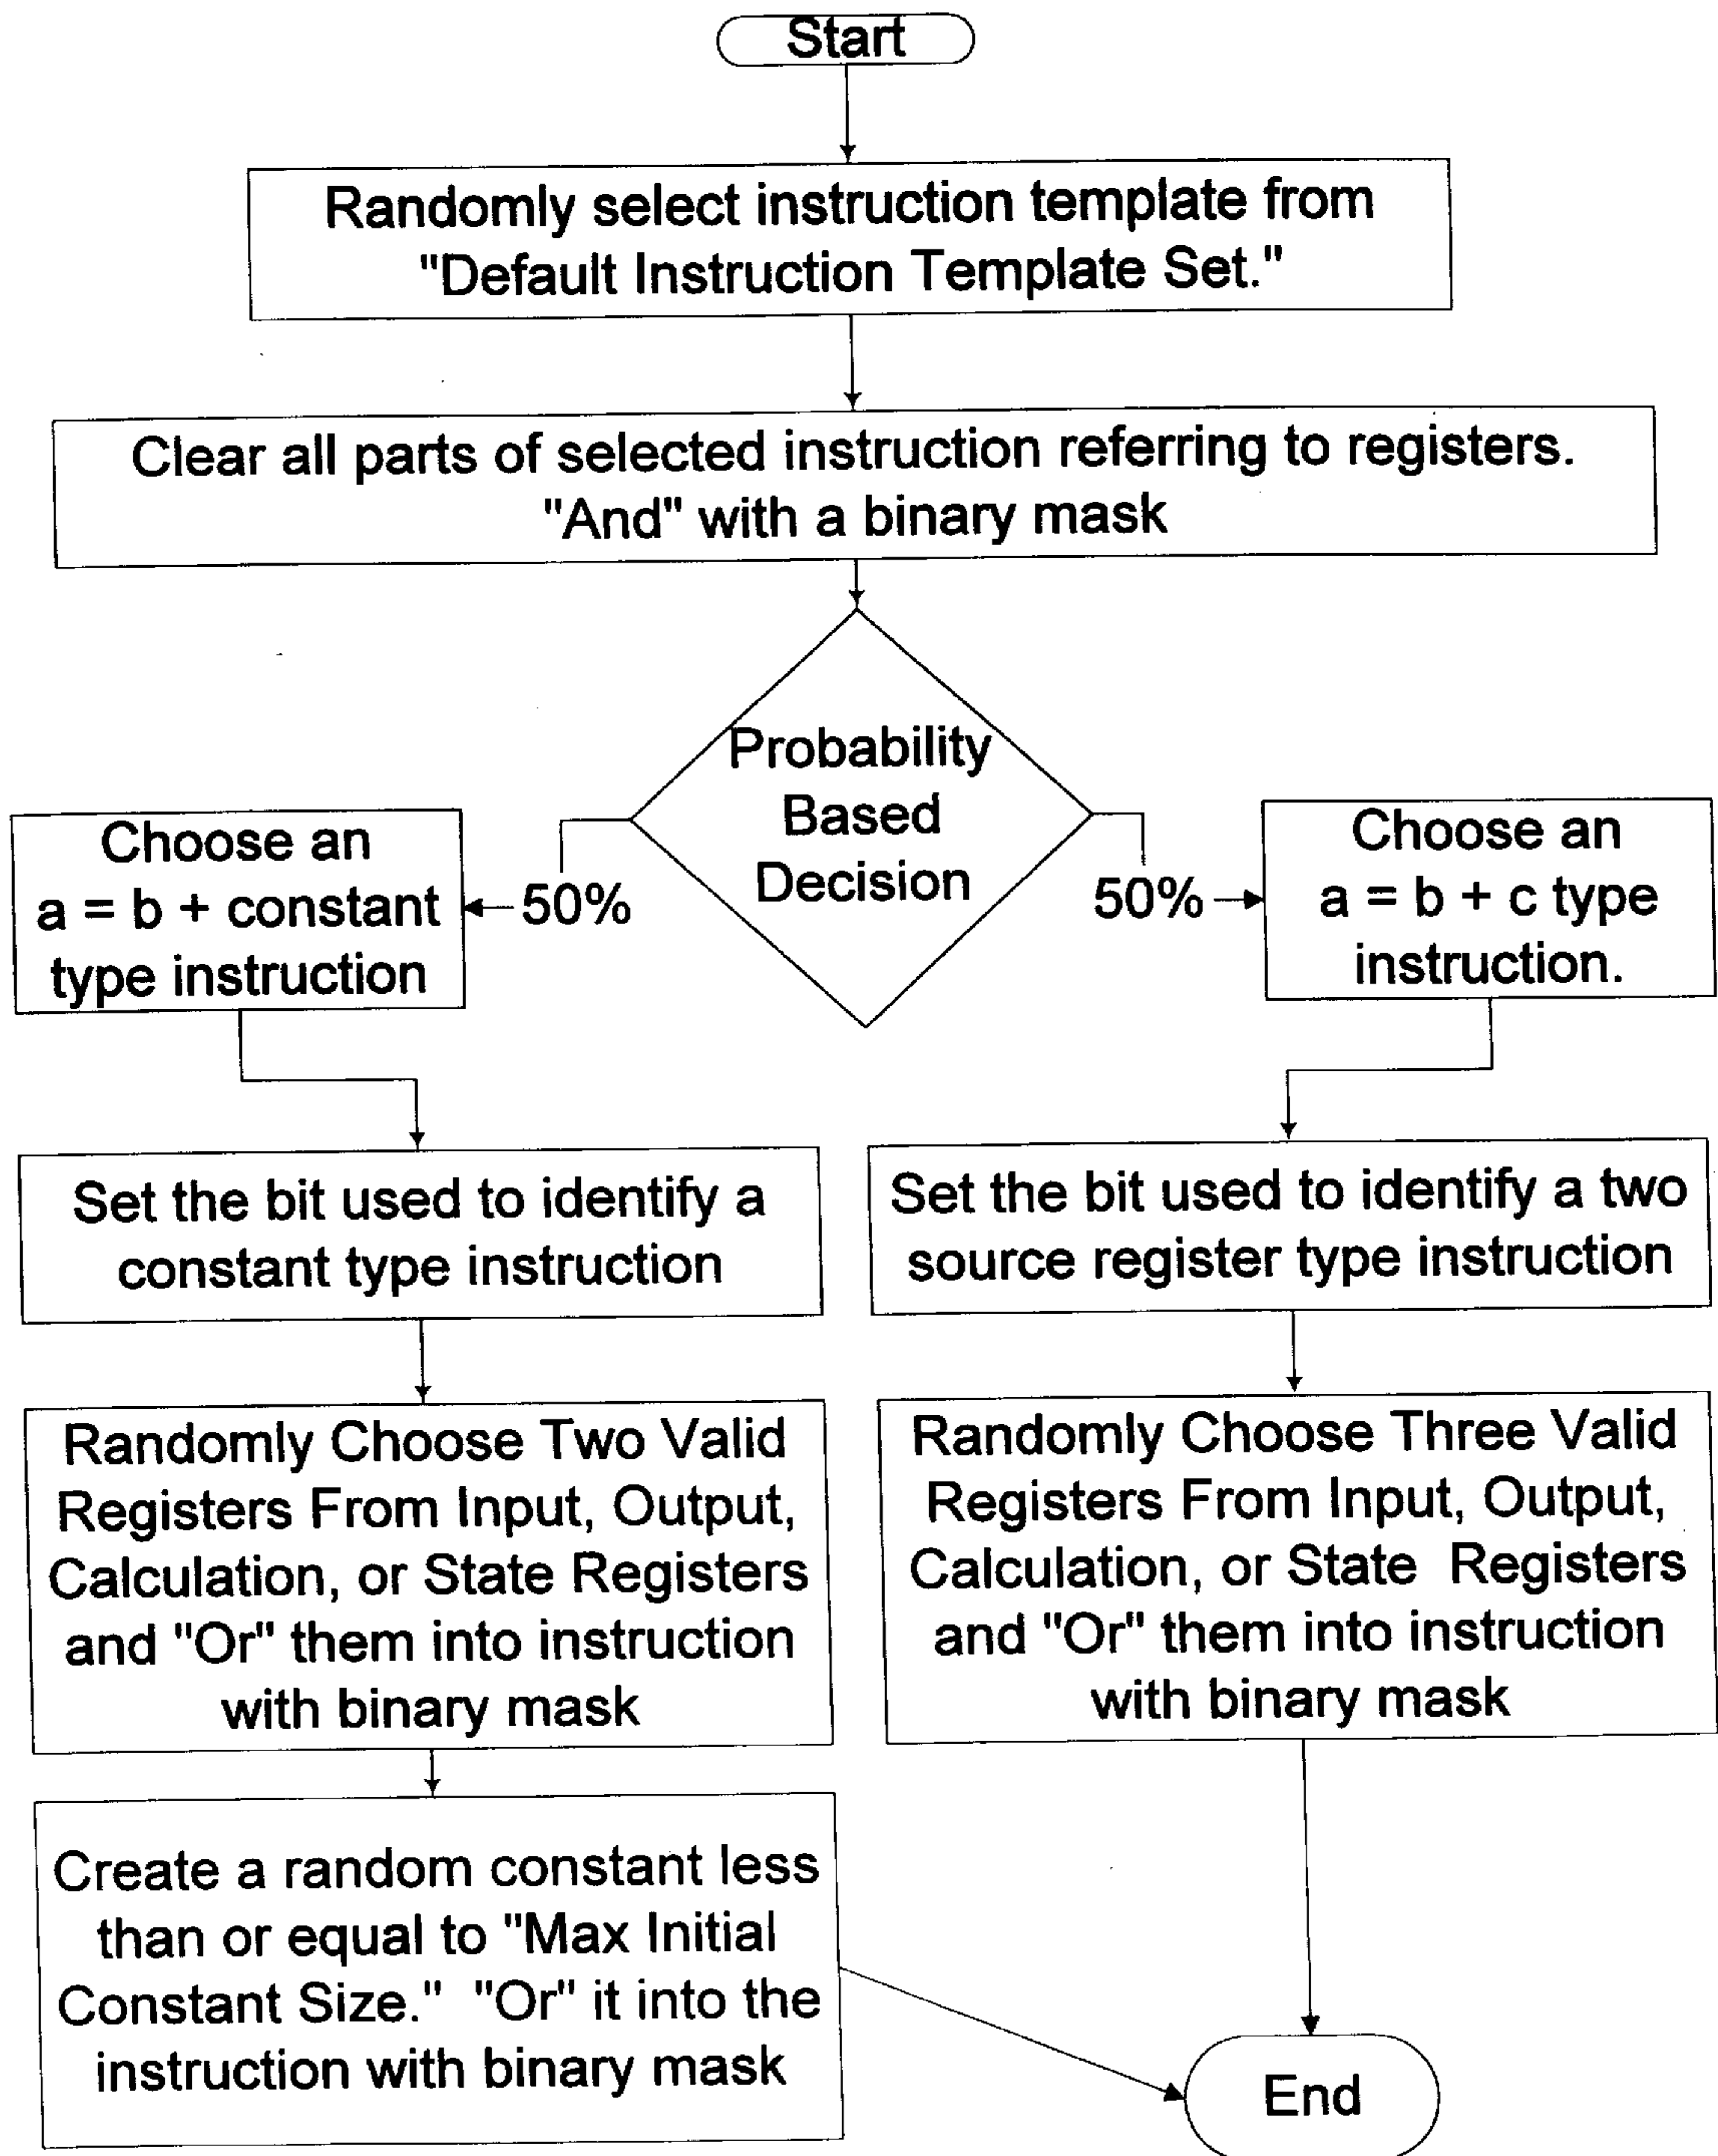 Start
Randomly select instruction template from
"Default Instruction Template Set."
Clear all parts of selected instruction referring to registers.
"And" with a binary mask
Probability
Based
Decision
50%
50%
Choose an
a = b + constant
type instruction
Choose an
a = b + c type
instruction.
Set the bit used to identify a
constant type instruction
Set the bit used to identify a two
source register type instruction
Randomly Choose Two Valid
Registers From Input, Output,
Calculation, or State Registers
and "Or" them into instruction
with binary mask
Randomly Choose Three Valid
Registers From Input, Output,
Calculation, or State  Registers
and "Or" them into instruction
with binary mask
Create a random constant less
than or equal to "Max Initial
Constant Size."  "Or" it into the
instruction with binary mask
End